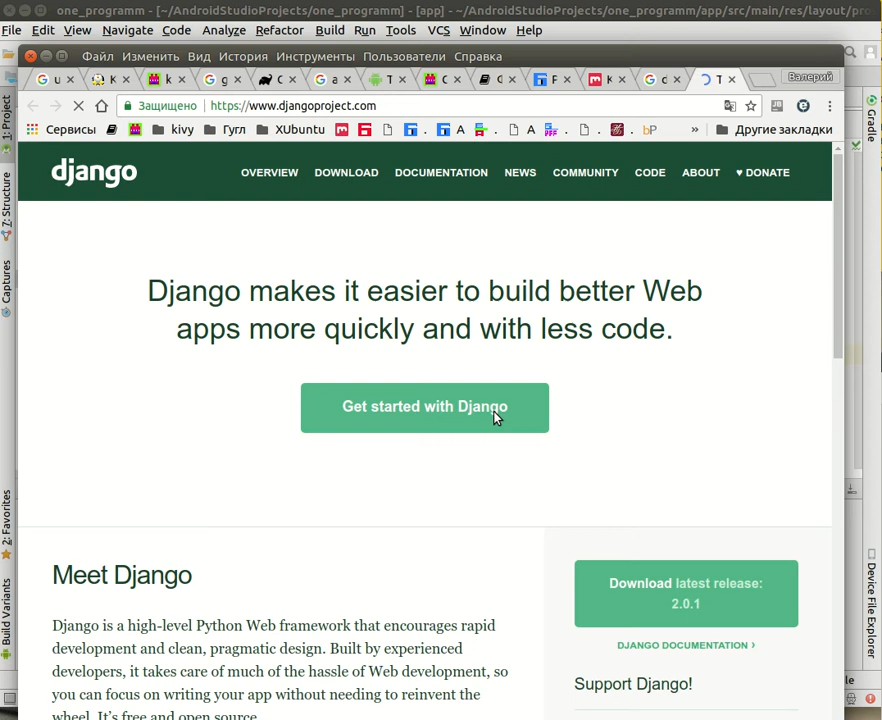 one_programm - [~/AndroidStudioProjects/one_programm] - [app] - ~/AndroidStudioProjects/one_programm/app/src/main/res/layout/
File Edit View Navigate Search Analyze Refactor Build Run Tools VCS Window Help
Файл Изменить Вид История Инструменты Пользователи Справка
Валерий
Защищено https://www.djangoproject.com
Сервисы kivy Гугл XUbuntu Другие закладки
1: Project
7: Structure
Captures
2: Favorites
Build Variants
Gradle
Device File Explorer
django
OVERVIEW DOWNLOAD DOCUMENTATION NEWS COMMUNITY CODE ABOUT ♥ DONATE
Django makes it easier to build better Web
apps more quickly and with less code.
Get started with Django
Meet Django
Django is a high-level Python Web framework that encourages rapid
development and clean, pragmatic design. Built by experienced
developers, it takes care of much of the hassle of Web development, so
you can focus on writing your app without needing to reinvent the
wheel. It's free and open source.
Download latest release:
2.0.1
DJANGO DOCUMENTATION ›
Support Django!